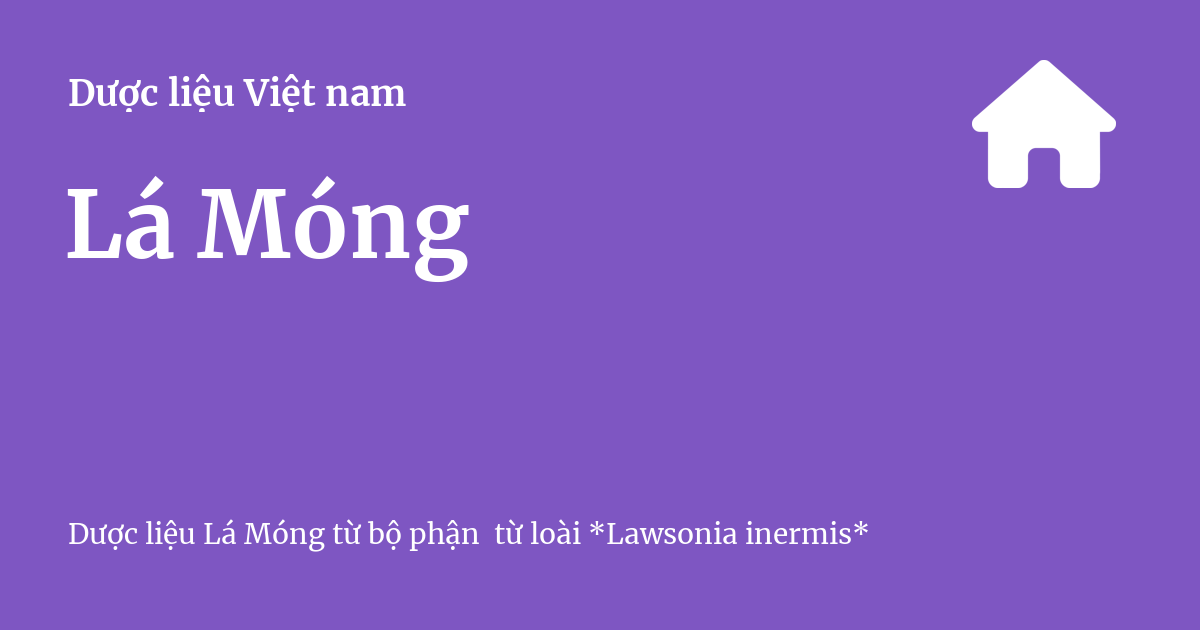 Dược liệu Việt nam
Lá Móng
Dược liệu Lá Móng từ bộ phận  từ loài *Lawsonia inermis*